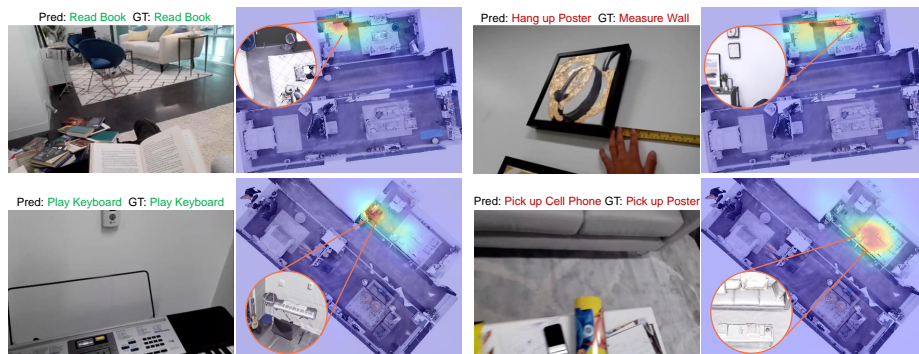 Pred: Read Book GT: Read Book
Pred: Hang up Poster GT: Measure Wall
Pred: Play Keyboard GT: Play Keyboard
Pred: Pick up Cell Phone GT: Pick up Poster